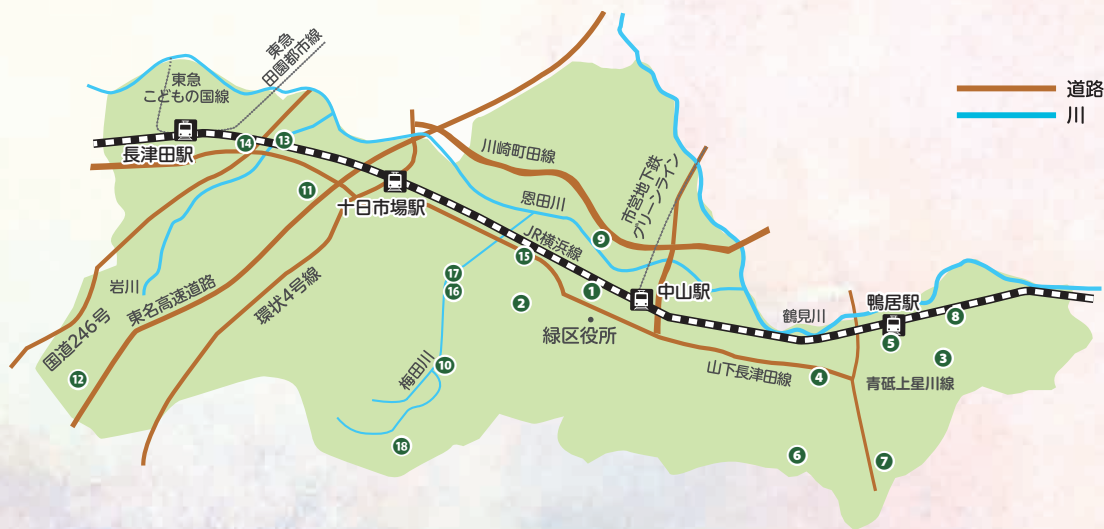 道路
川
東急
田園都市線
東急
こどもの国線
長津田駅
14
13
川崎町田線
市営地下鉄
グリーンライン
11
十日市場駅
恩田川
9
JR横浜線
15
岩川
東名高速道路
環状4号線
17
16
2
1
中山駅
鴨居駅
鶴見川
8
緑区役所
5
国道246号
3
梅田川
10
山下長津田線
4
青砥上星川線
12
18
6
7